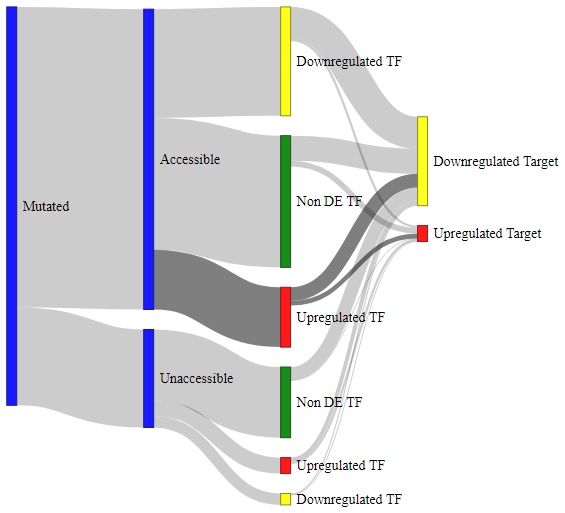 Mutated
Accessible
Unaccessible
Downregulated TF
Non DE TF
Upregulated TF
Non DE TF
Upregulated TF
Downregulated TF
Downregulated Target
Upregulated Target